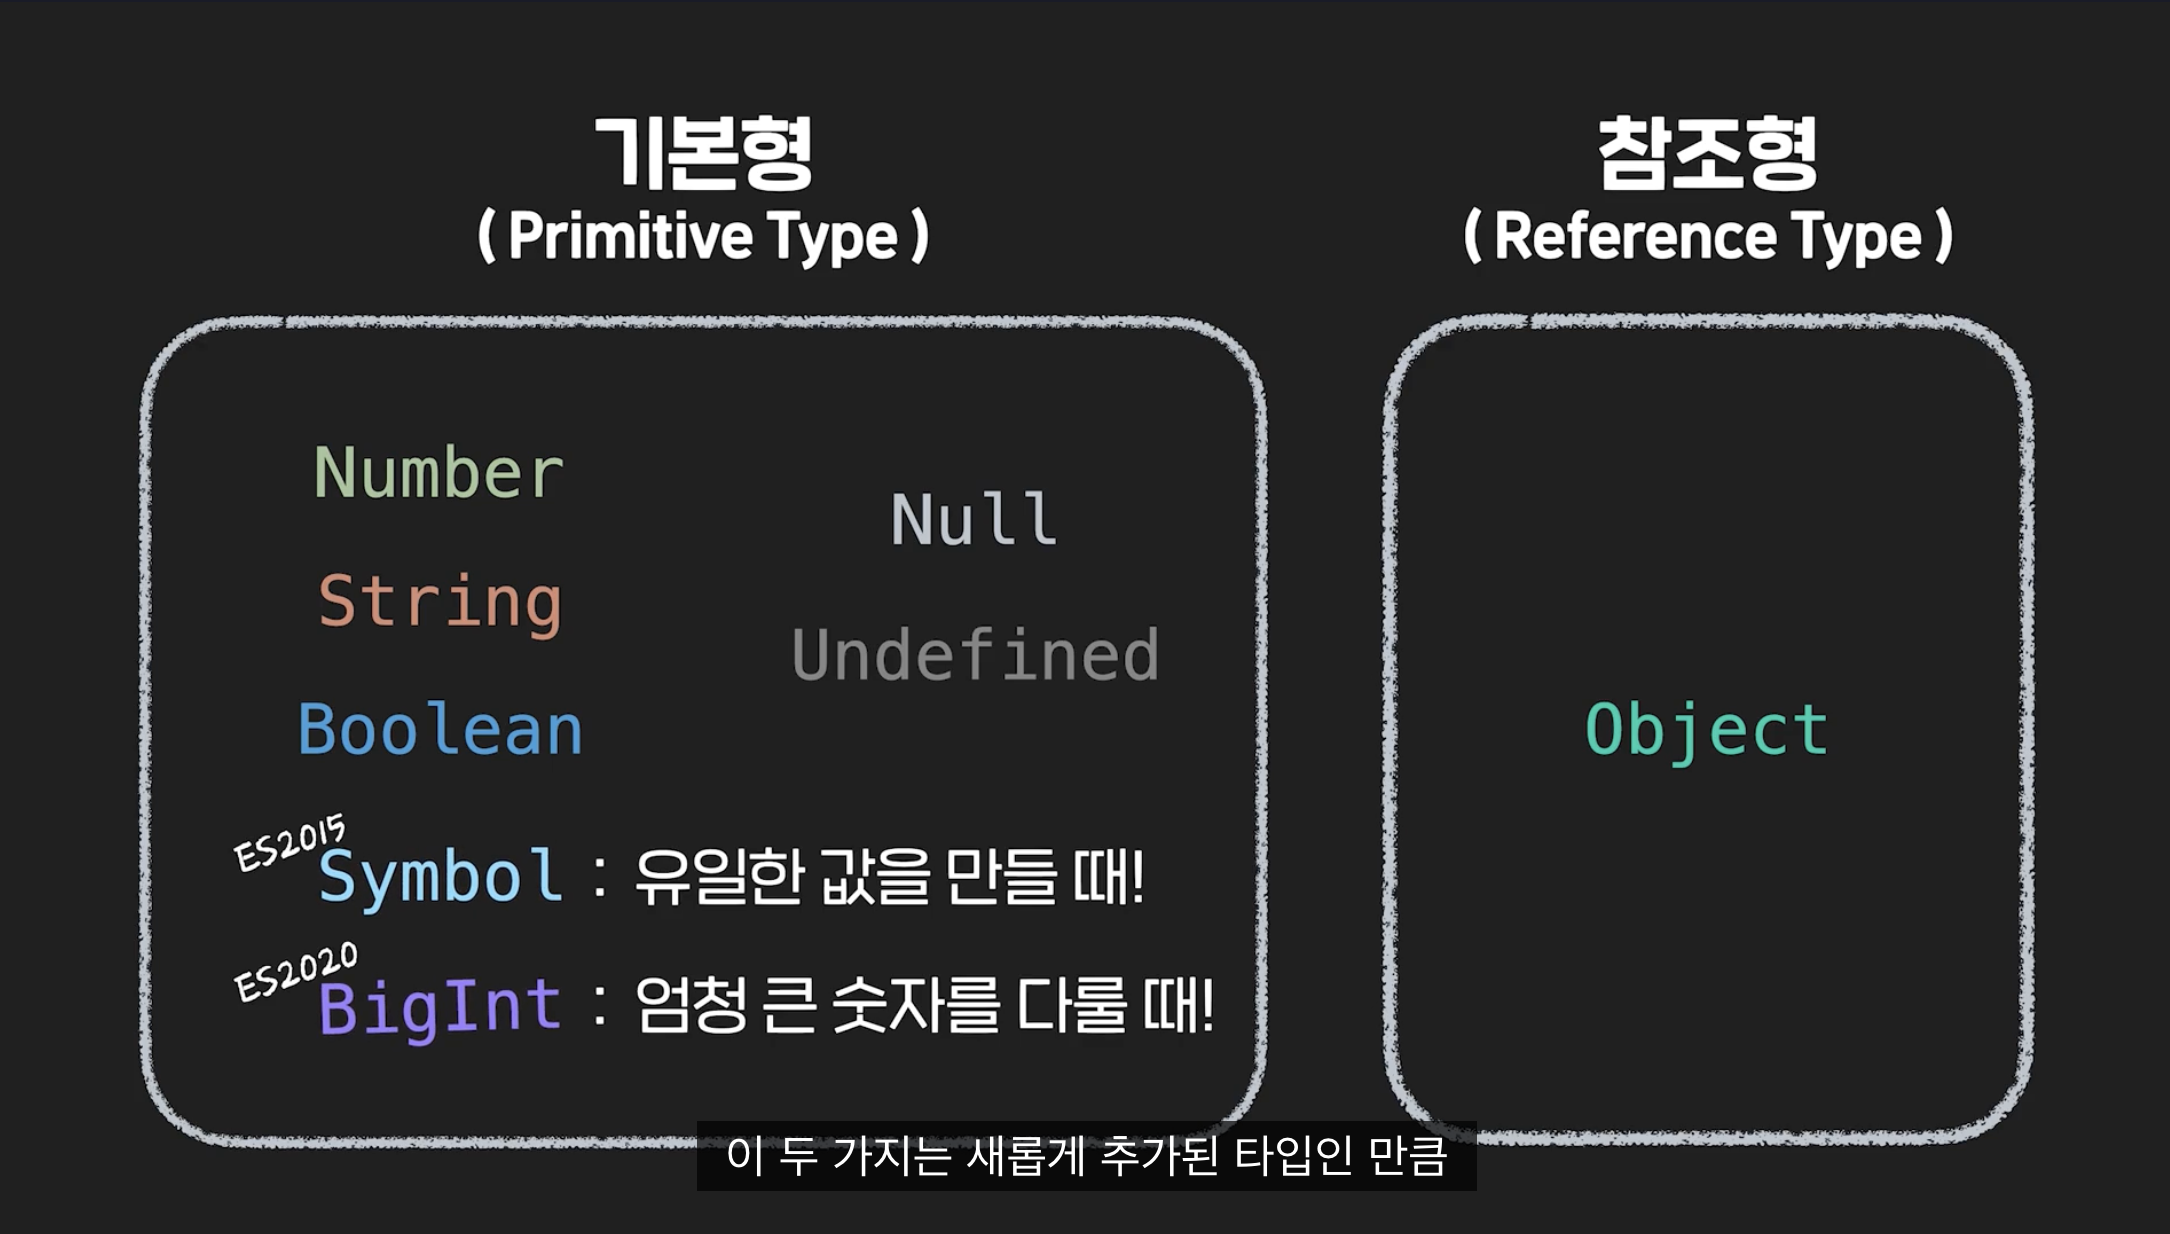 기본형
( Primitive Type )
Number
String
Boolean
Null
Undefined
ES2015
Symbol : 유일한 값을 만들 때!
ES2020
BigInt : 엄청 큰 숫자를 다룰 때!
참조형
( Reference Type )
Object
이 두 가지는 새롭게 추가된 타입인 만큼